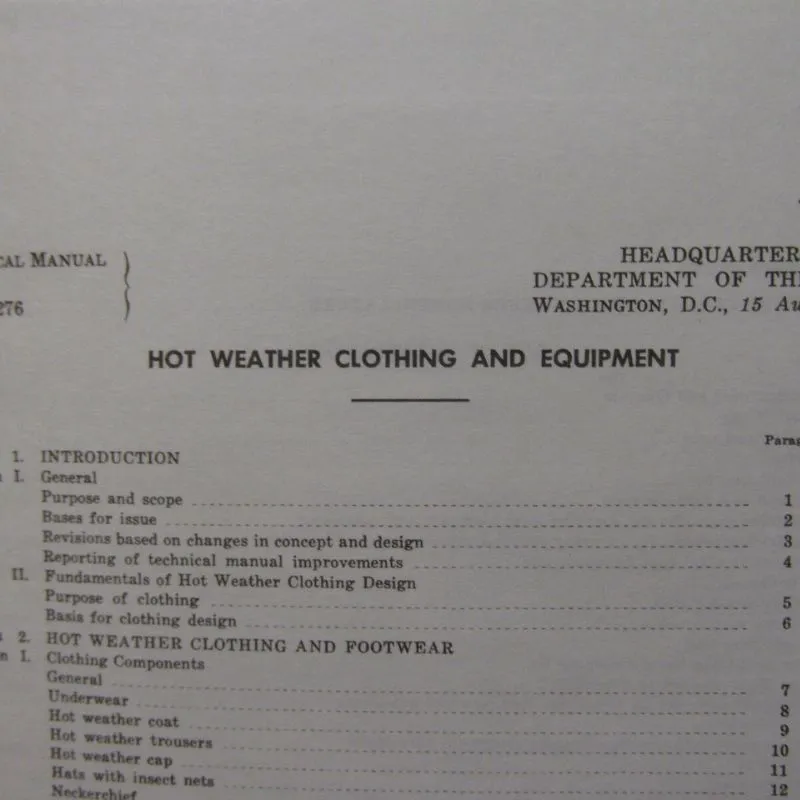 CAL MANUAL
276
HEADQUARTER
DEPARTMENT OF THE
WASHINGTON, D.C., 15 Au
HOT WEATHER CLOTHING AND EQUIPMENT
Parag
1. INTRODUCTION
I. General
Purpose and scope 1
Bases for issue 2
Revisions based on changes in concept and design 3
Reporting of technical manual improvements 4
II. Fundamentals of Hot Weather Clothing Design
Purpose of clothing 5
Basis for clothing design 6
2. HOT WEATHER CLOTHING AND FOOTWEAR
n I. Clothing Components
General 7
Underwear 8
Hot weather coat 9
Hot weather trousers 10
Hot weather cap 11
Hats with insect nets 12
Neckerchief